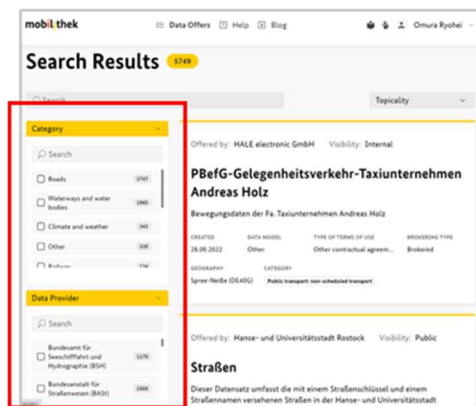 mobilithek
Data Offers Help Blog Omura Ryohei
Search Results 5749
Search
Topicality
Category
Search
Roads 2747
Waterways and water
bodies
Climate and weather 343
Other
Railway
Data Provider
Search
Bundesamt für
Seeschifffahrt und
Hydrographie (BSH) 1170
Bundesanstalt für
Straßenwesen (BASt)
Offered by: HALE electronic GmbH Visibility: Internal
PBefG-Gelegenheitsverkehr-Taxiunternehmen
Andreas Holz
Bewegungsdaten der Fa. Taxiunternehmen Andreas Holz
CREATED DATA MODEL TYPE OF TERMS OF USE BROKERING TYPE
28.09.2022 Other Other contractual agreem... Brokered
GEOGRAPHY CATEGORY
Spree-Neiße (DE40G) Public transport: non-scheduled transport
Offered by: Hanse- und Universitätsstadt Rostock Visibility: Public
Straßen
Dieser Datensatz umfasst die mit einem Straßenschlüssel und einem
Straßennamen versehenen Straßen in der Hanse- und Universitätsstadt